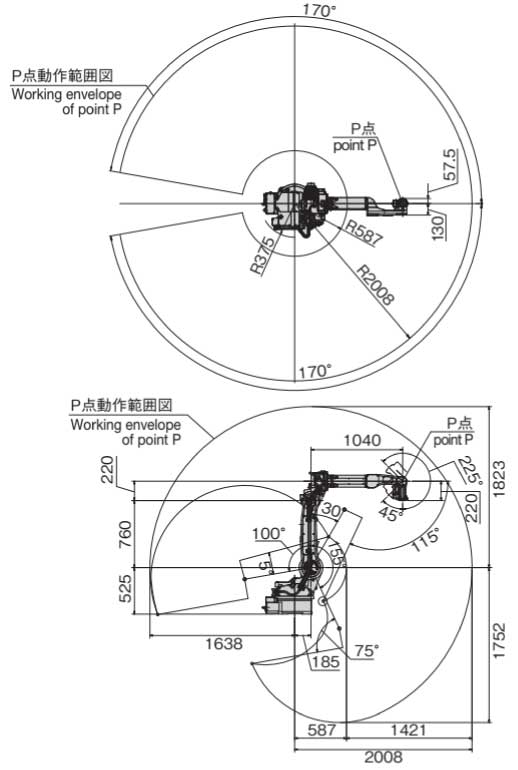 170°
P点動作範囲図
Working envelope
of point P
P点
point P
57.5
130
R587
R375
R2008
170°
P点動作範囲図
Working envelope
of point P
P点
point P
1040
220
225°
1823
45°
220
30°
115°
760
100°
55°
5°
525
1638
185
75°
1752
587
1421
2008